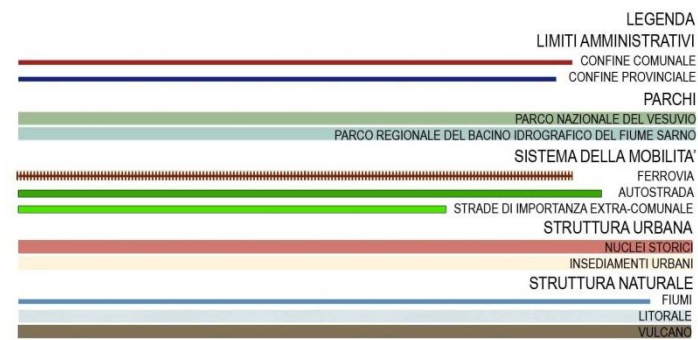 LEGENDA
LIMITI AMMINISTRATIVI
CONFINE COMUNALE
CONFINE PROVINCIALE
PARCHI
PARCO NAZIONALE DEL VESUVIO
PARCO REGIONALE DEL BACINO IDROGRAFICO DEL FIUME SARNO
SISTEMA DELLA MOBILITA'
FERROVIA
AUTOSTRADA
STRADE DI IMPORTANZA EXTRA-COMUNALE
STRUTTURA URBANA
NUCLEI STORICI
INSEDIAMENTI URBANI
STRUTTURA NATURALE
FIUMI
LITORALE
VULCANO